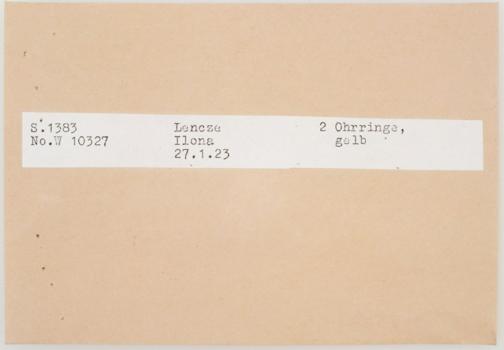 S.1383 Lencze 2 Ohrringe,
No.W 10327 Ilona gelb
27.1.23